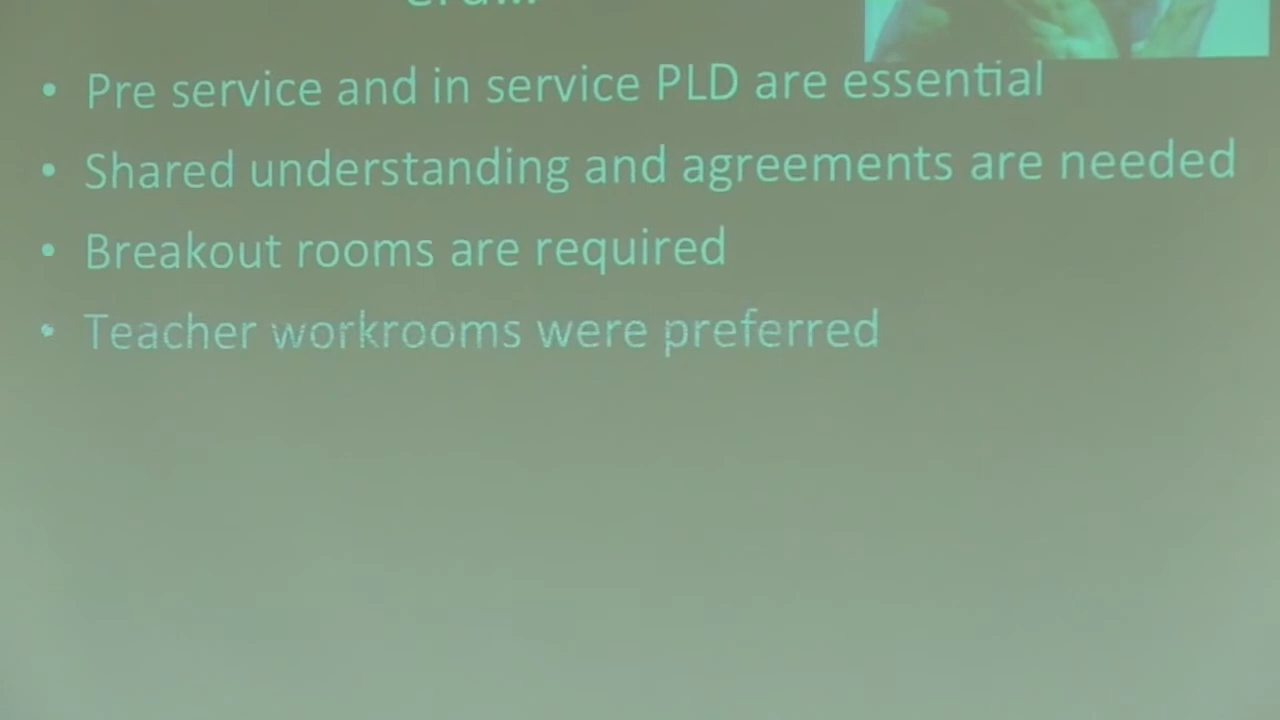 • Pre service and in service PLD are essential
• Shared understanding and agreements are needed
• Breakout rooms are required
• Teacher workrooms were preferred